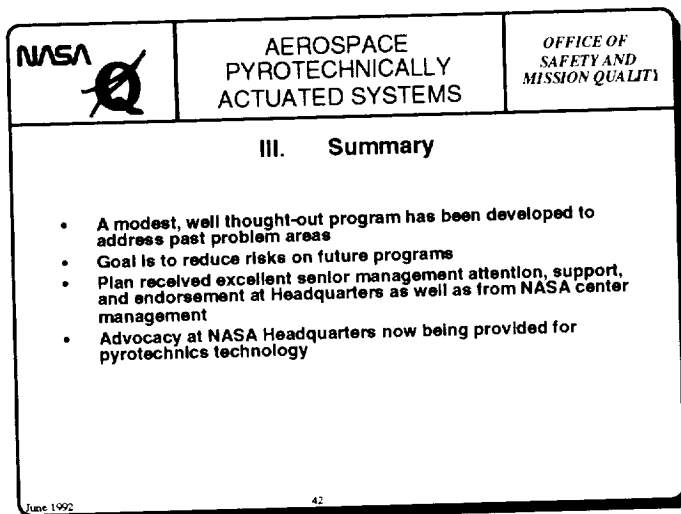 NASA
Q
AEROSPACE
PYROTECHNICALLY
ACTUATED SYSTEMS
OFFICE OF
SAFETY AND
MISSION QUALITY
III. Summary
• A modest, well thought-out program has been developed to
address past problem areas
• Goal is to reduce risks on future programs
• Plan received excellent senior management attention, support,
and endorsement at Headquarters as well as from NASA center
management
• Advocacy at NASA Headquarters now being provided for
pyrotechnics technology
June 1992
42